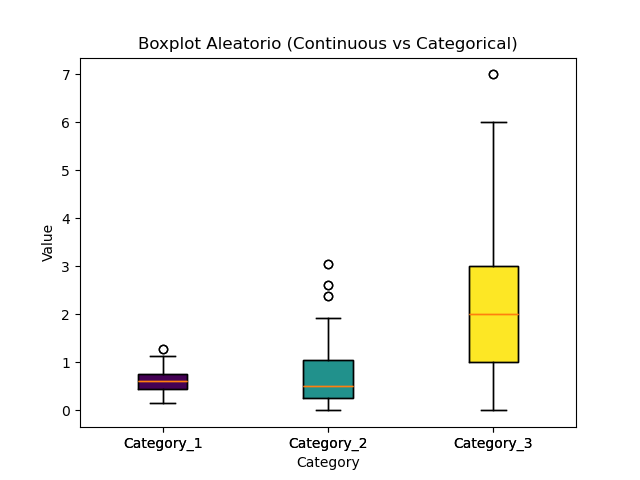 Boxplot Aleatorio (Continuous vs Categorical)
7
6
5
4
3
2
1
0
Value
Category_1
Category_2
Category_3
Category